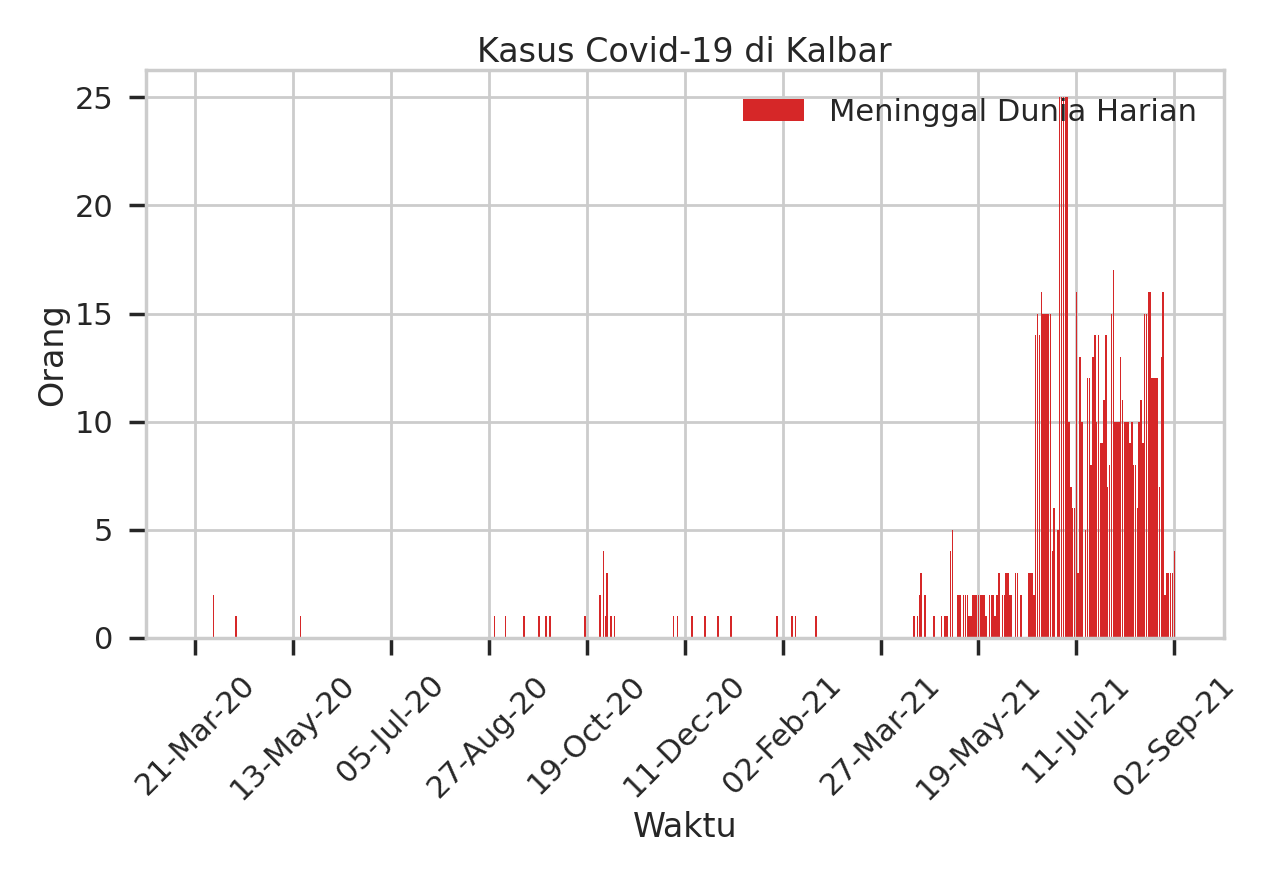 Kasus Covid-19 di Kalbar
Meninggal Dunia Harian
Orang
25
20
15
10
5
0
21-Mar-20
13-May-20
05-Jul-20
27-Aug-20
19-Oct-20
11-Dec-20
02-Feb-21
27-Mar-21
19-May-21
11-Jul-21
02-Sep-21
Waktu